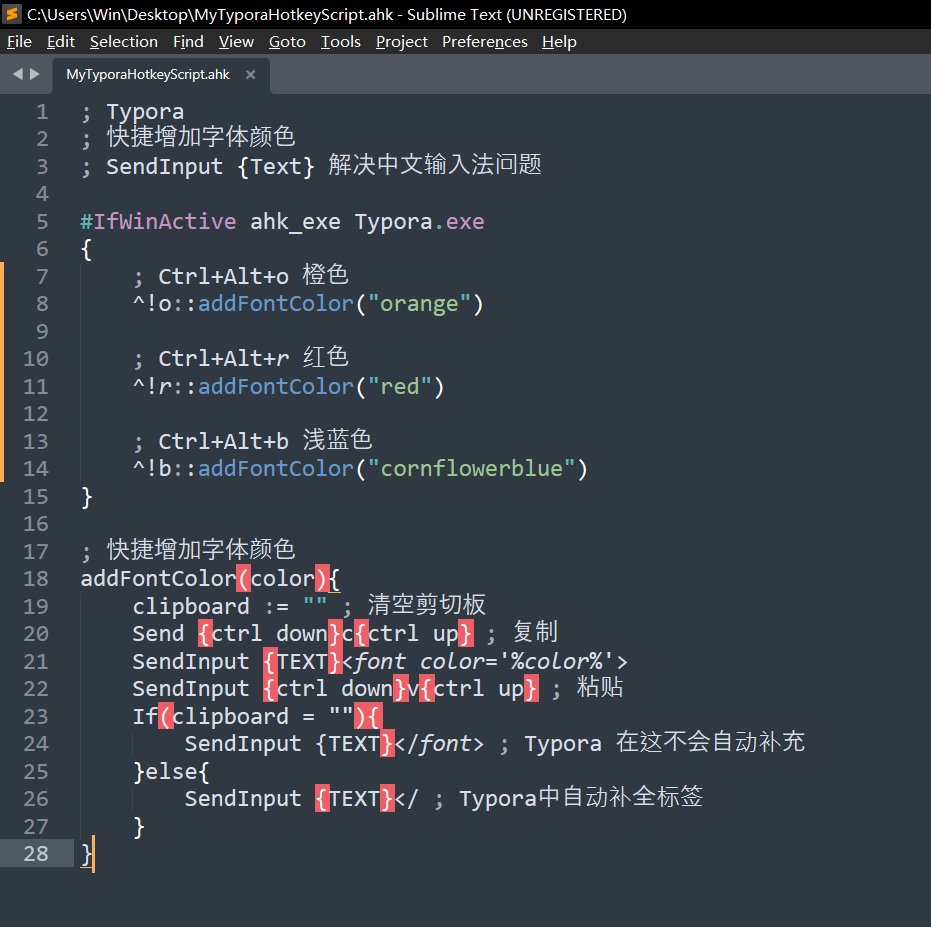 C:\Users\Win\Desktop\MyTyporaHotkeyScript.ahk - Sublime Text (UNREGISTERED)
File Edit Selection Find View Goto Tools Project Preferences Help
MyTyporaHotkeyScript.ahk ×
1 ; Typora
2 ; 快捷增加字体颜色
3 ; SendInput {Text} 解决中文输入法问题
4
5 #IfWinActive ahk_exe Typora.exe
6 {
7     ; Ctrl+Alt+o 橙色
8     ^!o::addFontColor("orange")
9
10     ; Ctrl+Alt+r 红色
11     ^!r::addFontColor("red")
12
13     ; Ctrl+Alt+b 浅蓝色
14     ^!b::addFontColor("cornflowerblue")
15 }
16
17 ; 快捷增加字体颜色
18 addFontColor(color){
19     clipboard := "" ; 清空剪切板
20     Send {ctrl down}c{ctrl up} ; 复制
21     SendInput {TEXT}<font color='%color%'>
22     SendInput {ctrl down}v{ctrl up} ; 粘贴
23     If(clipboard = ""){
24         SendInput {TEXT}</font> ; Typora 在这不会自动补充
25     }else{
26         SendInput {TEXT}</ ; Typora中自动补全标签
27     }
28 }